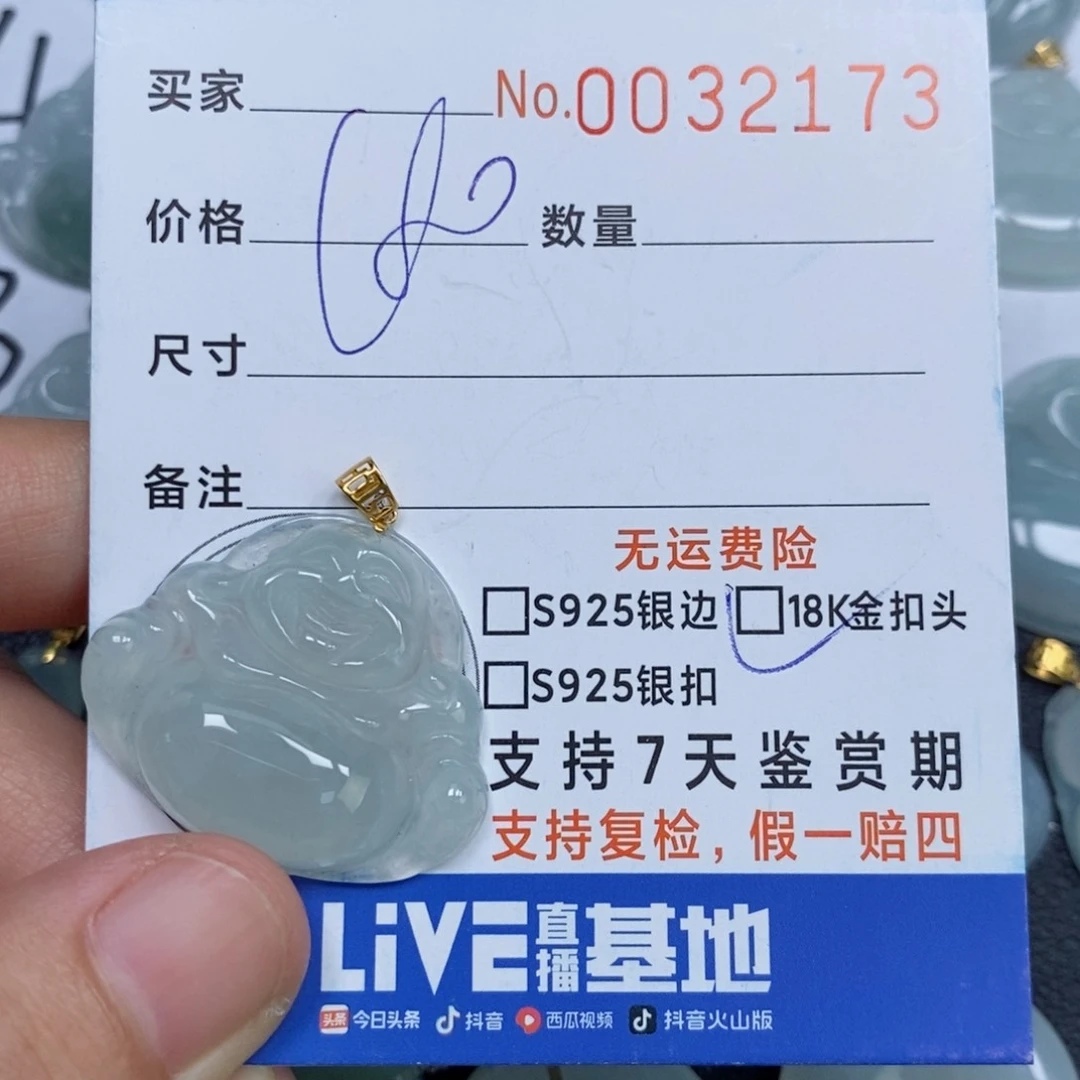 买家 No.0032173
价格 数量
尺寸
备注
无运费险
□S925银边 □18K金扣头
□S925银扣
支持7天鉴赏期
支持复检，假一赔四
LiVE直播基地
头条 今日头条 抖音 西瓜视频 抖音火山版